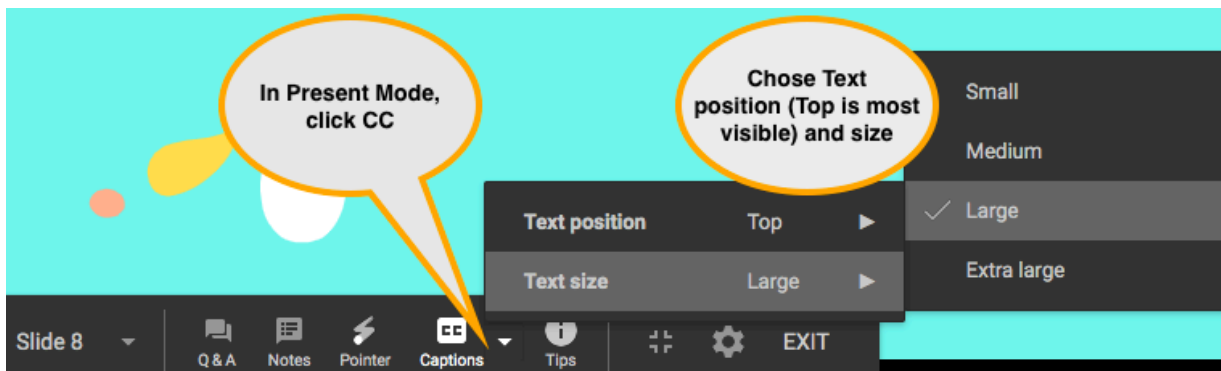 In Present Mode,
click CC
Chose Text
position (Top is most
visible) and size
Small
Medium
Large
Extra large
Text position Top
Text size Large
Slide 8
Q & A
Notes
Pointer
CC
Captions
Tips
EXIT